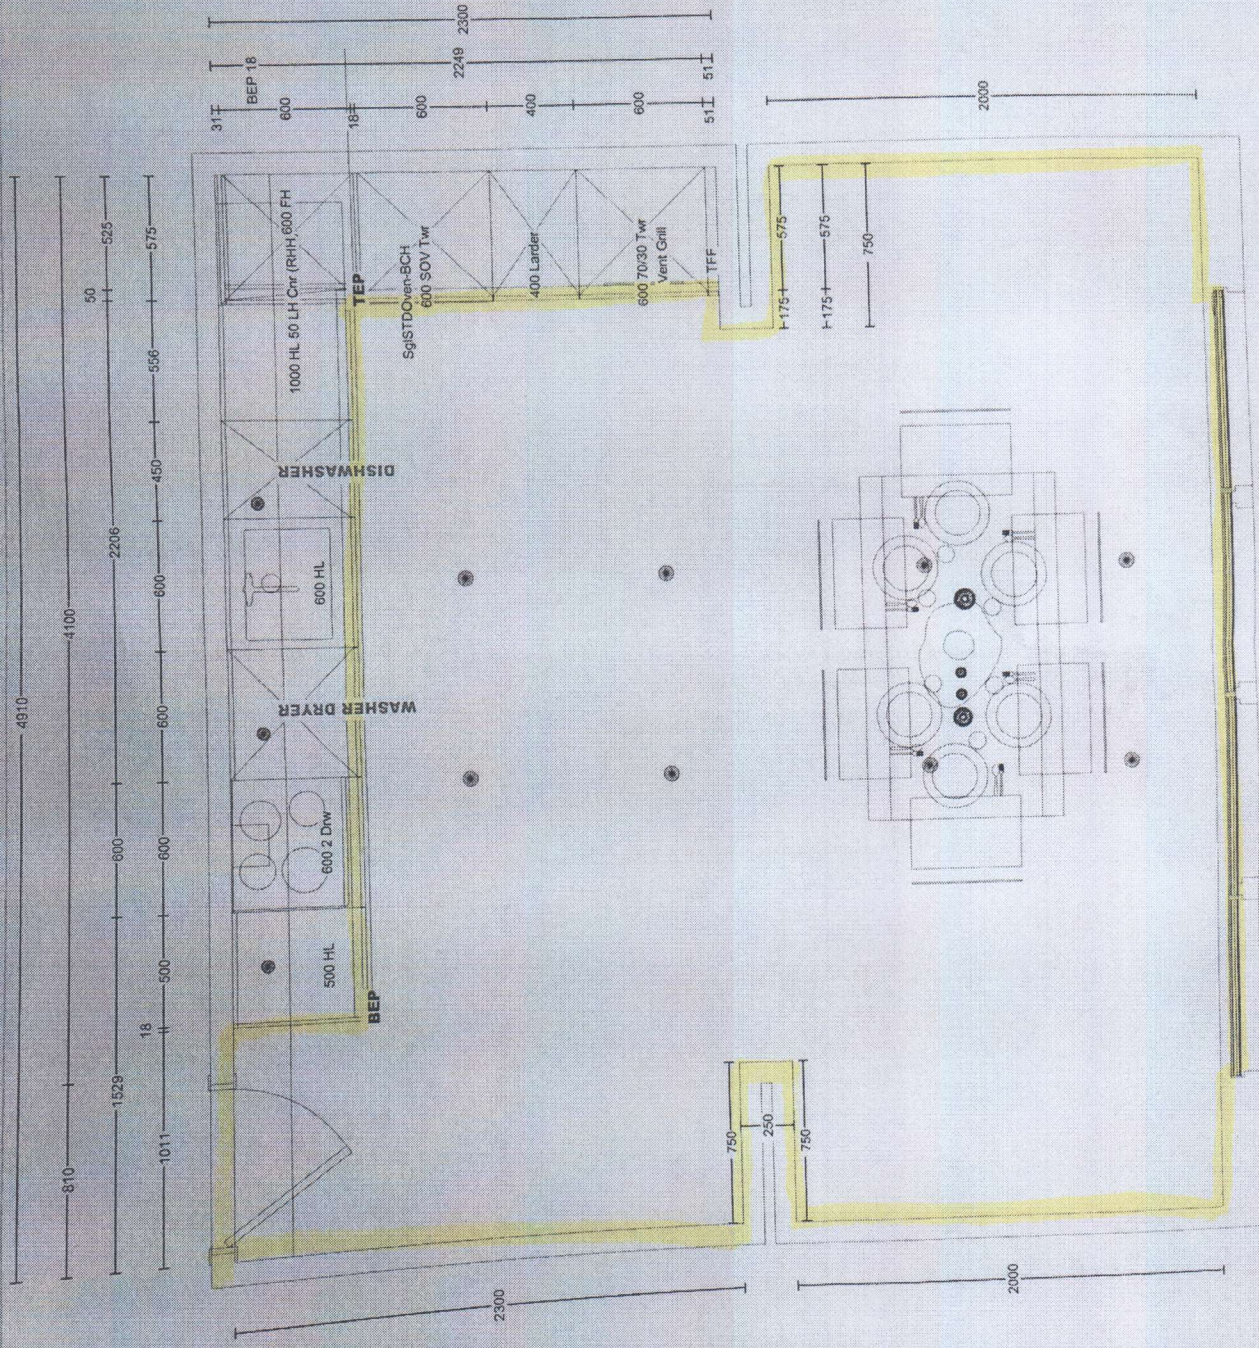 2300
2249
51
BEP 18
31
600
18
600
400
600
51
2000
4910
4100
810
525
50
2206
600
1529
575
556
450
600
600
600
500
18
1011
1000 HL 50 LH Cnr (RHH,600 FH
TEP
SglSTDOven-BCH
600 SOV Twr
400 Larder
600 70/30 Twr
Vent Grill
TFF
DISHWASHER
600 HL
WASHER DRYER
600 2 Drw
500 HL
BEP
575
175
575
175
750
750
250
750
2300
2000